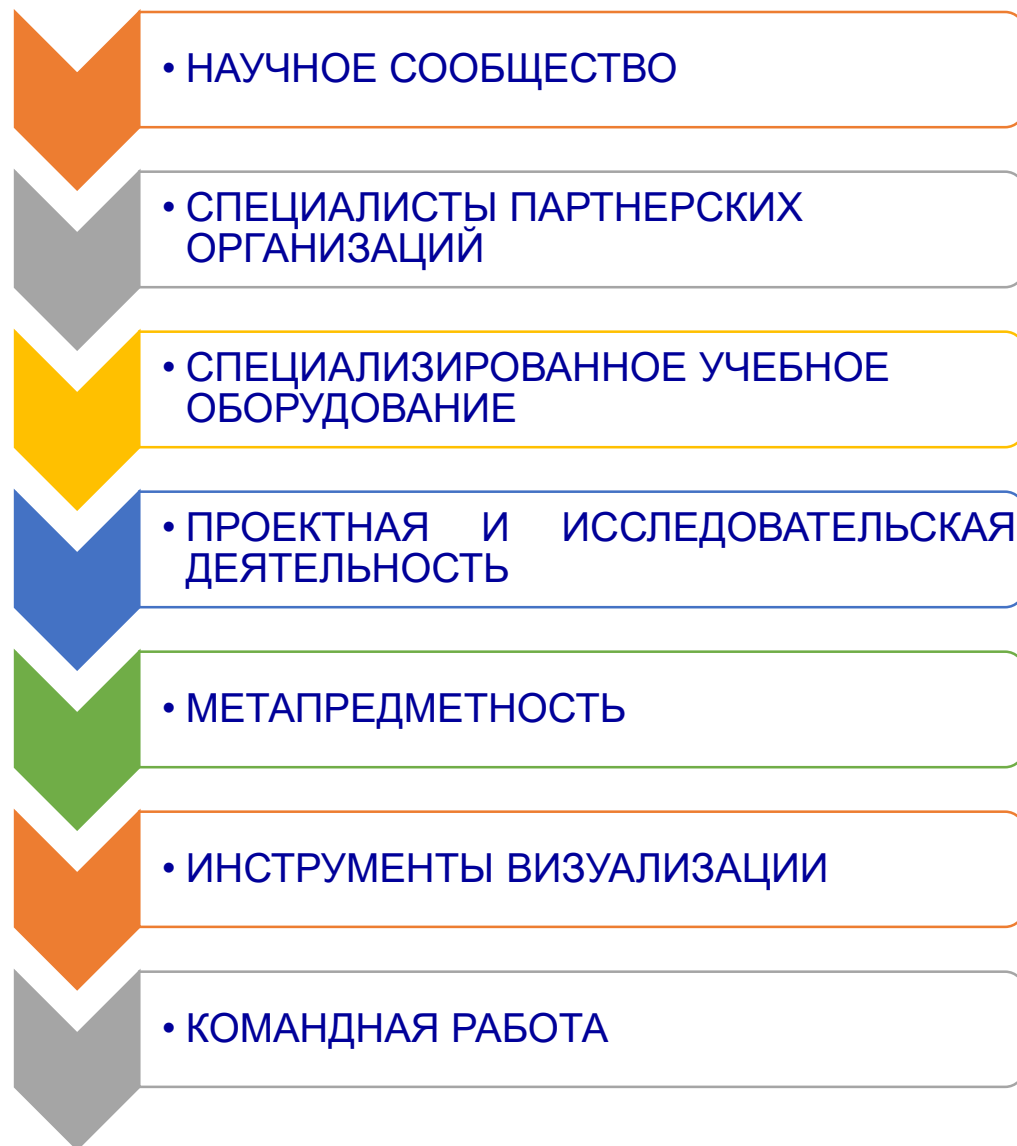 • НАУЧНОЕ СООБЩЕСТВО
• СПЕЦИАЛИСТЫ ПАРТНЕРСКИХ
ОРГАНИЗАЦИЙ
• СПЕЦИАЛИЗИРОВАННОЕ УЧЕБНОЕ
ОБОРУДОВАНИЕ
• ПРОЕКТНАЯ И ИССЛЕДОВАТЕЛЬСКАЯ
ДЕЯТЕЛЬНОСТЬ
• МЕТАПРЕДМЕТНОСТЬ
• ИНСТРУМЕНТЫ ВИЗУАЛИЗАЦИИ
• КОМАНДНАЯ РАБОТА